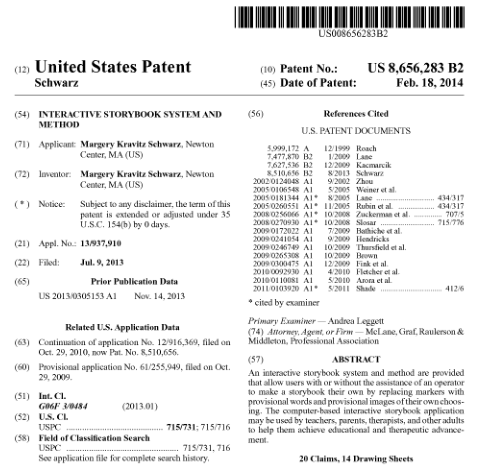 US008656283B2
(12) United States Patent
Schwarz
(10) Patent No.: US 8,656,283 B2
(45) Date of Patent: Feb. 18, 2014
(54) INTERACTIVE STORYBOOK SYSTEM AND
METHOD
(71) Applicant: Margery Kravitz Schwarz, Newton
Center, MA (US)
(72) Inventor: Margery Kravitz Schwarz, Newton
Center, MA (US)
( * ) Notice: Subject to any disclaimer, the term of this
patent is extended or adjusted under 35
U.S.C. 154(b) by 0 days.
(21) Appl. No.: 13/937,910
(22) Filed: Jul. 9, 2013
(65) Prior Publication Data
US 2013/0305153 A1 Nov. 14, 2013
Related U.S. Application Data
(63) Continuation of application No. 12/916,369, filed on
Oct. 29, 2010, now Pat. No. 8,510,656.
(60) Provisional application No. 61/255,949, filed on Oct.
29, 2009.
(51) Int. Cl.
G06F 3/0484 (2013.01)
(52) U.S. Cl.
USPC ........ 715/731; 715/716
(58) Field of Classification Search
USPC ........ 715/731, 716
See application file for complete search history.
(56) References Cited
U.S. PATENT DOCUMENTS
5,999,172 A 12/1999 Roach
7,477,870 B2 1/2009 Lane
7,627,536 B2 12/2009 Kacmarcik
8,510,656 B2 8/2013 Schwarz
2002/0124048 A1 9/2002 Zhou
2005/0106548 A1 5/2005 Weiner et al.
2005/0181344 A1* 8/2005 Lane ........ 434/317
2005/0260551 A1* 11/2005 Rubin et al. ........ 434/317
2008/0256066 A1* 10/2008 Zuckerman et al. ........ 707/5
2008/0270930 A1* 10/2008 Slosar ........ 715/776
2009/0172022 A1 7/2009 Bathiche et al.
2009/0241054 A1 9/2009 Hendricks
2009/0246749 A1 10/2009 Thursfield et al.
2009/0265308 A1 10/2009 Brown
2009/0300475 A1 12/2009 Fink et al.
2010/0092930 A1 4/2010 Fletcher et al.
2010/0110081 A1 5/2010 Arora et al.
2011/0103920 A1* 5/2011 Shade ........ 412/6
* cited by examiner
Primary Examiner — Andrea Leggett
(74) Attorney, Agent, or Firm — McLane, Graf, Raulerson &
Middleton, Professional Association
(57) ABSTRACT
An interactive storybook system and method are provided
that allow users with or without the assistance of an operator
to make a storybook their own by replacing markers with
provisional words and provisional images of their own choos-
ing. The computer-based interactive storybook application
may be used by teachers, parents, therapists, and other adults
to help them achieve educational and therapeutic advance-
ment.
20 Claims, 14 Drawing Sheets